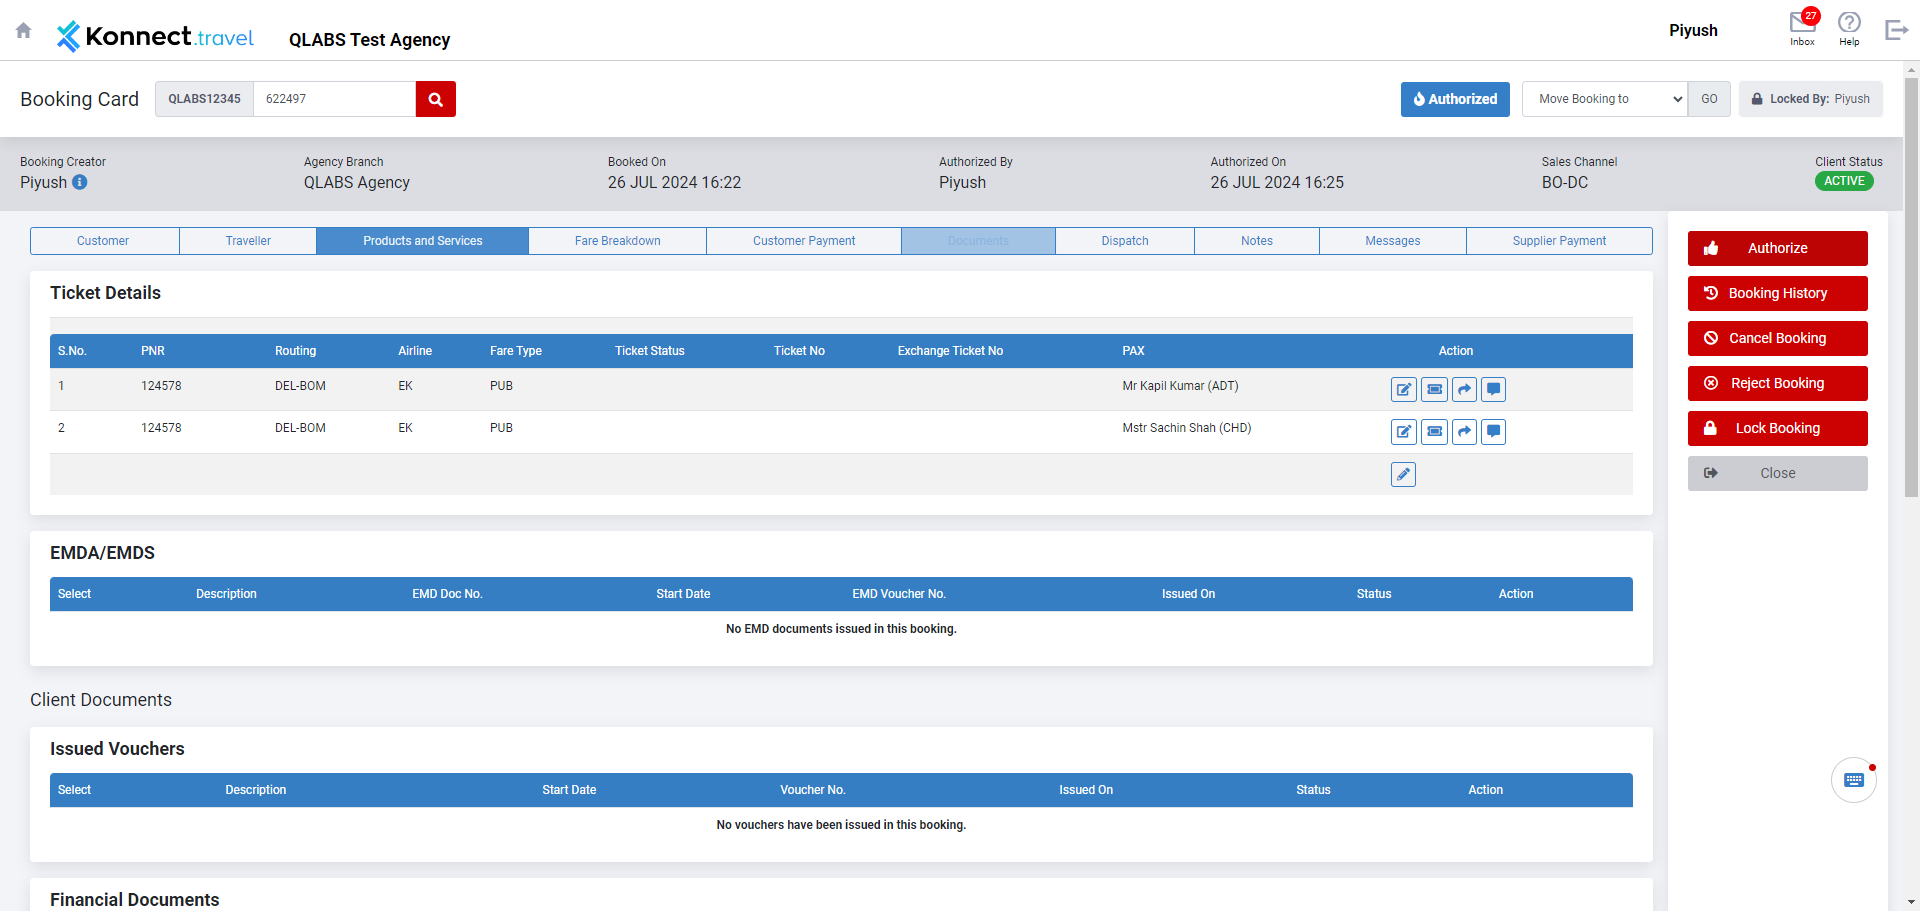 Konnect.travel
QLABS Test Agency
Piyush
27
Inbox
Help
Booking Card
QLABS12345
622497
Authorized
Move Booking to
GO
Locked By: Piyush
Booking Creator
Piyush
Agency Branch
QLABS Agency
Booked On
26 JUL 2024 16:22
Authorized By
Piyush
Authorized On
26 JUL 2024 16:25
Sales Channel
BO-DC
Client Status
ACTIVE
Customer
Traveller
Products and Services
Fare Breakdown
Customer Payment
Documents
Dispatch
Notes
Messages
Supplier Payment
Ticket Details
S.No. PNR Routing Airline Fare Type Ticket Status Ticket No Exchange Ticket No PAX Action
1 124578 DEL-BOM EK PUB Mr Kapil Kumar (ADT)
2 124578 DEL-BOM EK PUB Mstr Sachin Shah (CHD)
EMDA/EMDS
Select Description EMD Doc No. Start Date EMD Voucher No. Issued On Status Action
No EMD documents issued in this booking.
Client Documents
Issued Vouchers
Select Description Start Date Voucher No. Issued On Status Action
No vouchers have been issued in this booking.
Financial Documents
Authorize
Booking History
Cancel Booking
Reject Booking
Lock Booking
Close